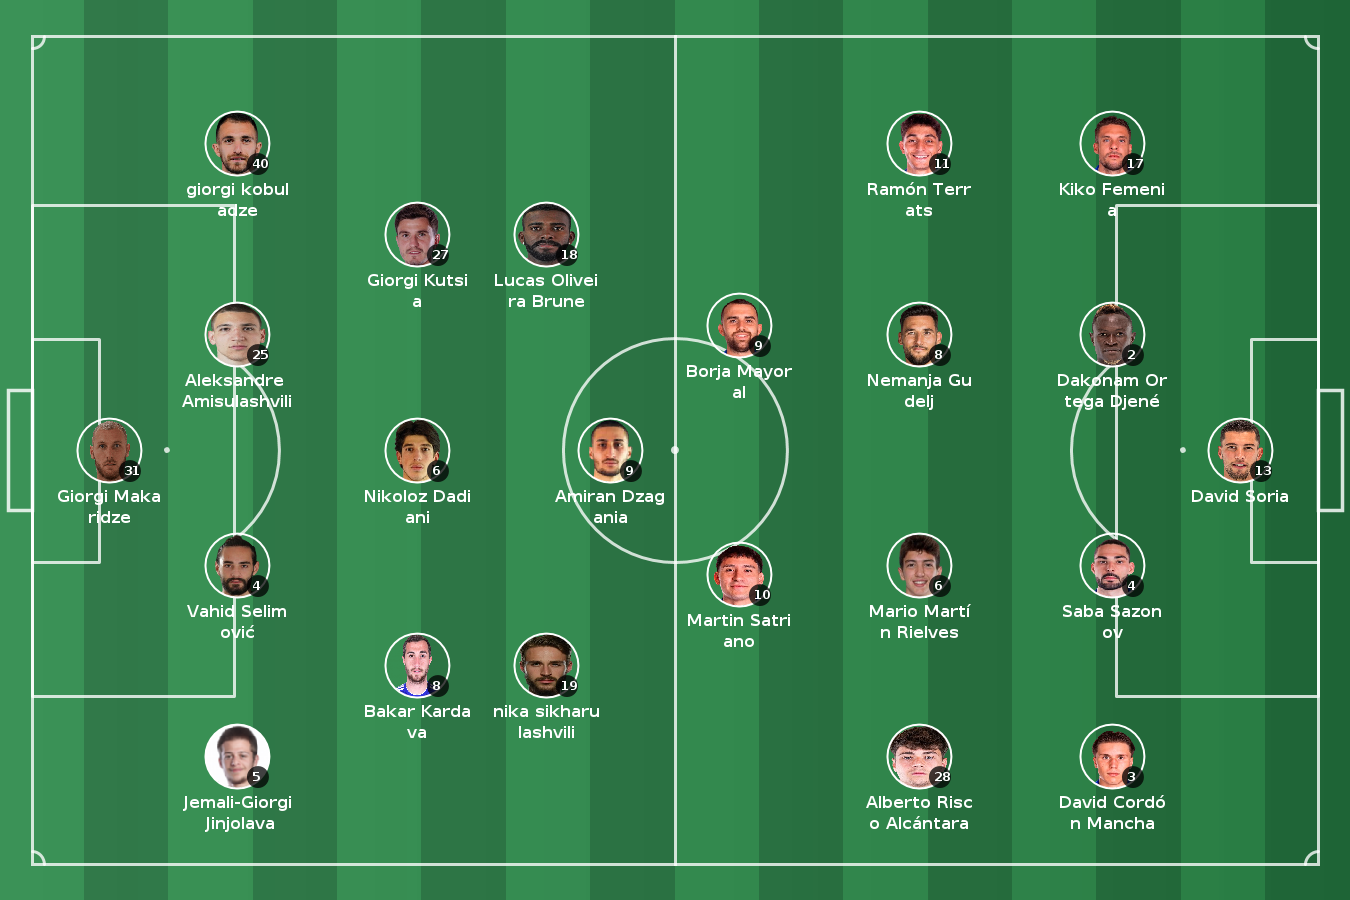 40
giorgi kobul
adze
11
Ramón Terr
ats
17
Kiko Femeni
a
27
Giorgi Kutsi
a
18
Lucas Olivei
ra Brune
25
Aleksandre
Amisulashvili
9
Borja Mayor
al
8
Nemanja Gu
delj
2
Dakonam Or
tega Djené
31
Giorgi Maka
ridze
6
Nikoloz Dadi
ani
9
Amiran Dzag
ania
13
David Soria
4
Vahid Selim
ović
10
Martin Satri
ano
6
Mario Martí
n Rielves
4
Saba Sazon
ov
8
Bakar Karda
va
19
nika sikharu
lashvili
5
Jemali-Giorgi
Jinjolava
28
Alberto Risc
o Alcántara
3
David Cordó
n Mancha